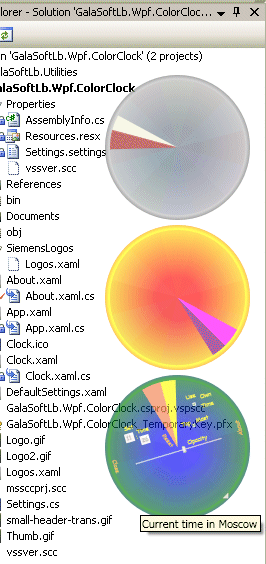 lorer - Solution 'GalaSoftLb.Wpf.ColorCloc...
n 'GalaSoftLb.Wpf.ColorClock' (2 projects)
alaSoftLb.Utilities
alaSoftLb.Wpf.ColorClock
Properties
AssemblyInfo.cs
Resources.resx
Settings.settings
vssver.scc
References
bin
Documents
obj
SiemensLogos
Logos.xaml
About.xaml
About.xaml.cs
App.xaml
App.xaml.cs
Clock.ico
Clock.xaml
Clock.xaml.cs
DefaultSettings.xaml
GalaSoftLb.Wpf.ColorClock.csproj.vspscc
GalaSoftLb.Wpf.ColorClock_TemporaryKey.pfx
Logo.gif
Logo2.gif
Logos.xaml
mssccprj.scc
Settings.cs
small-header-trans.gif
Thumb.gif
vssver.scc
Opacity
Close
Current time in Moscow